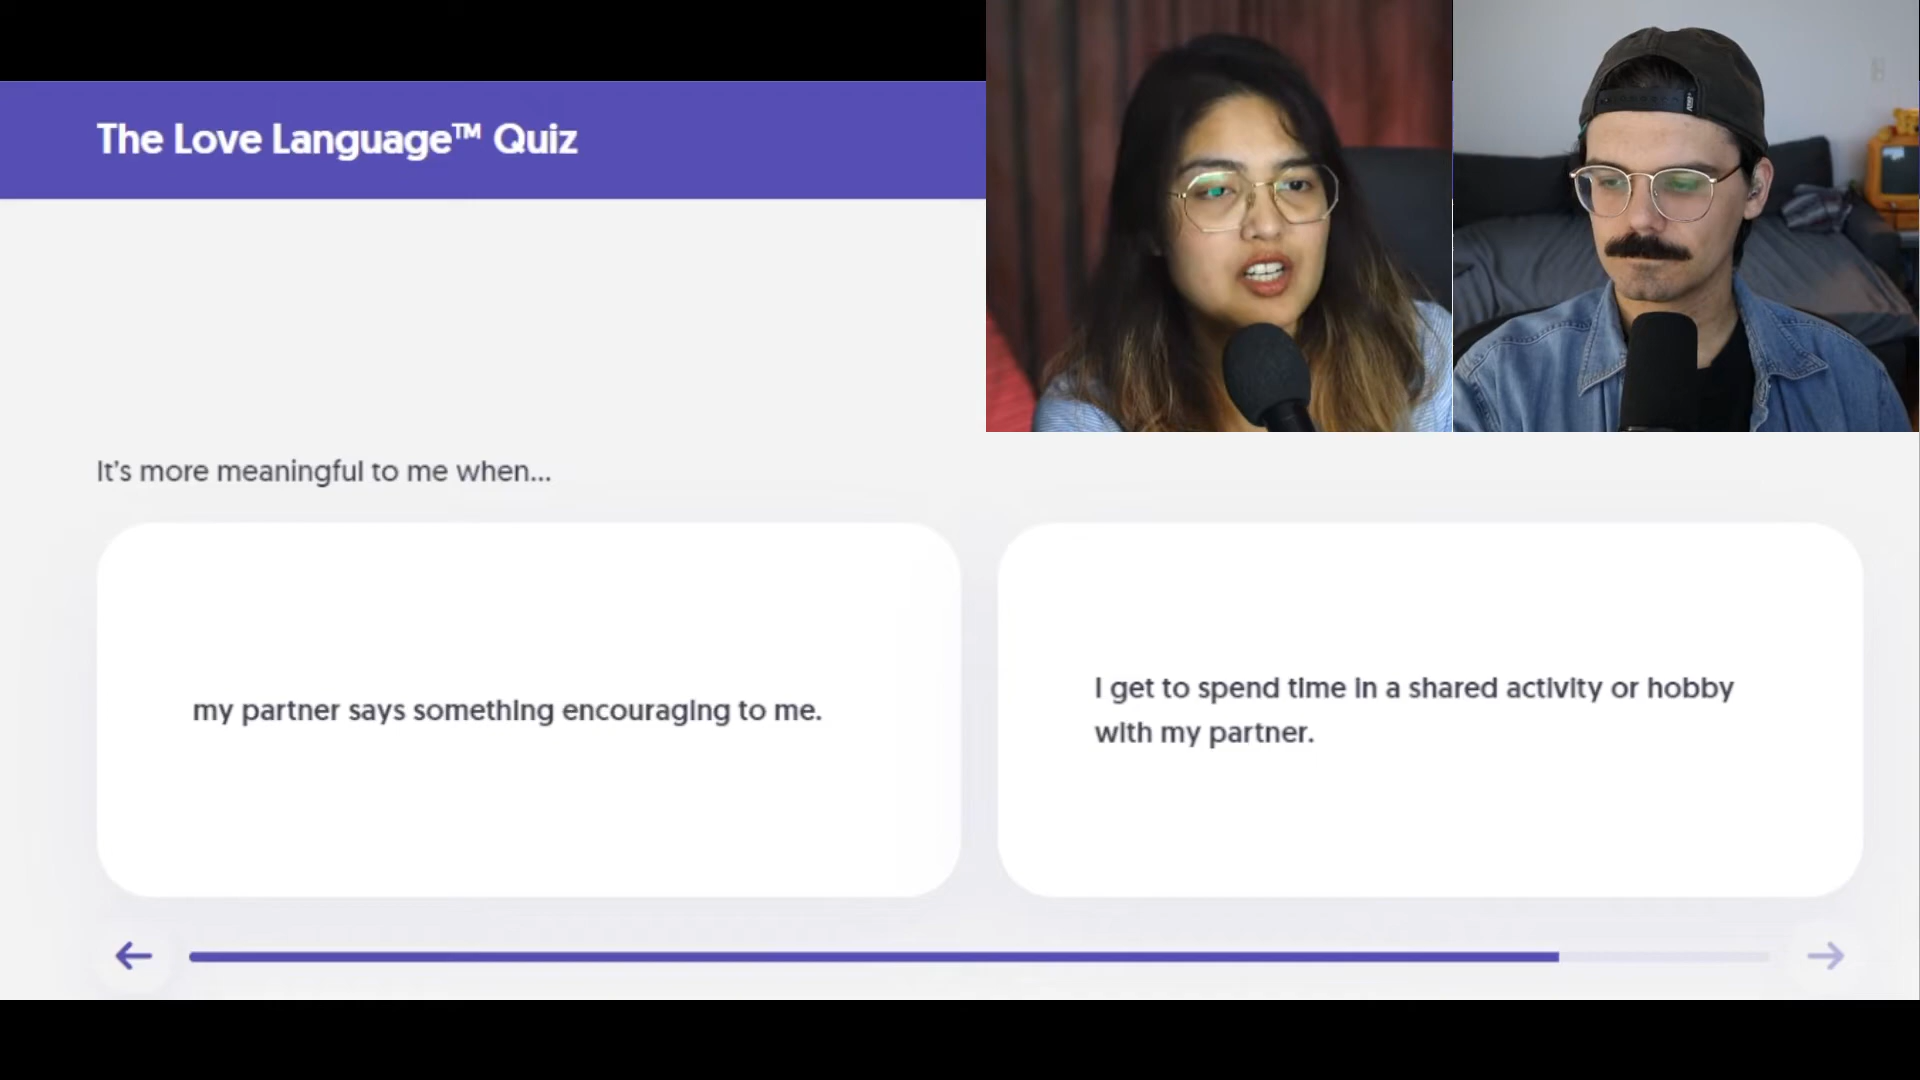 The Love Language™ Quiz
It's more meaningful to me when...
my partner says something encouraging to me.
I get to spend time in a shared activity or hobby
with my partner.